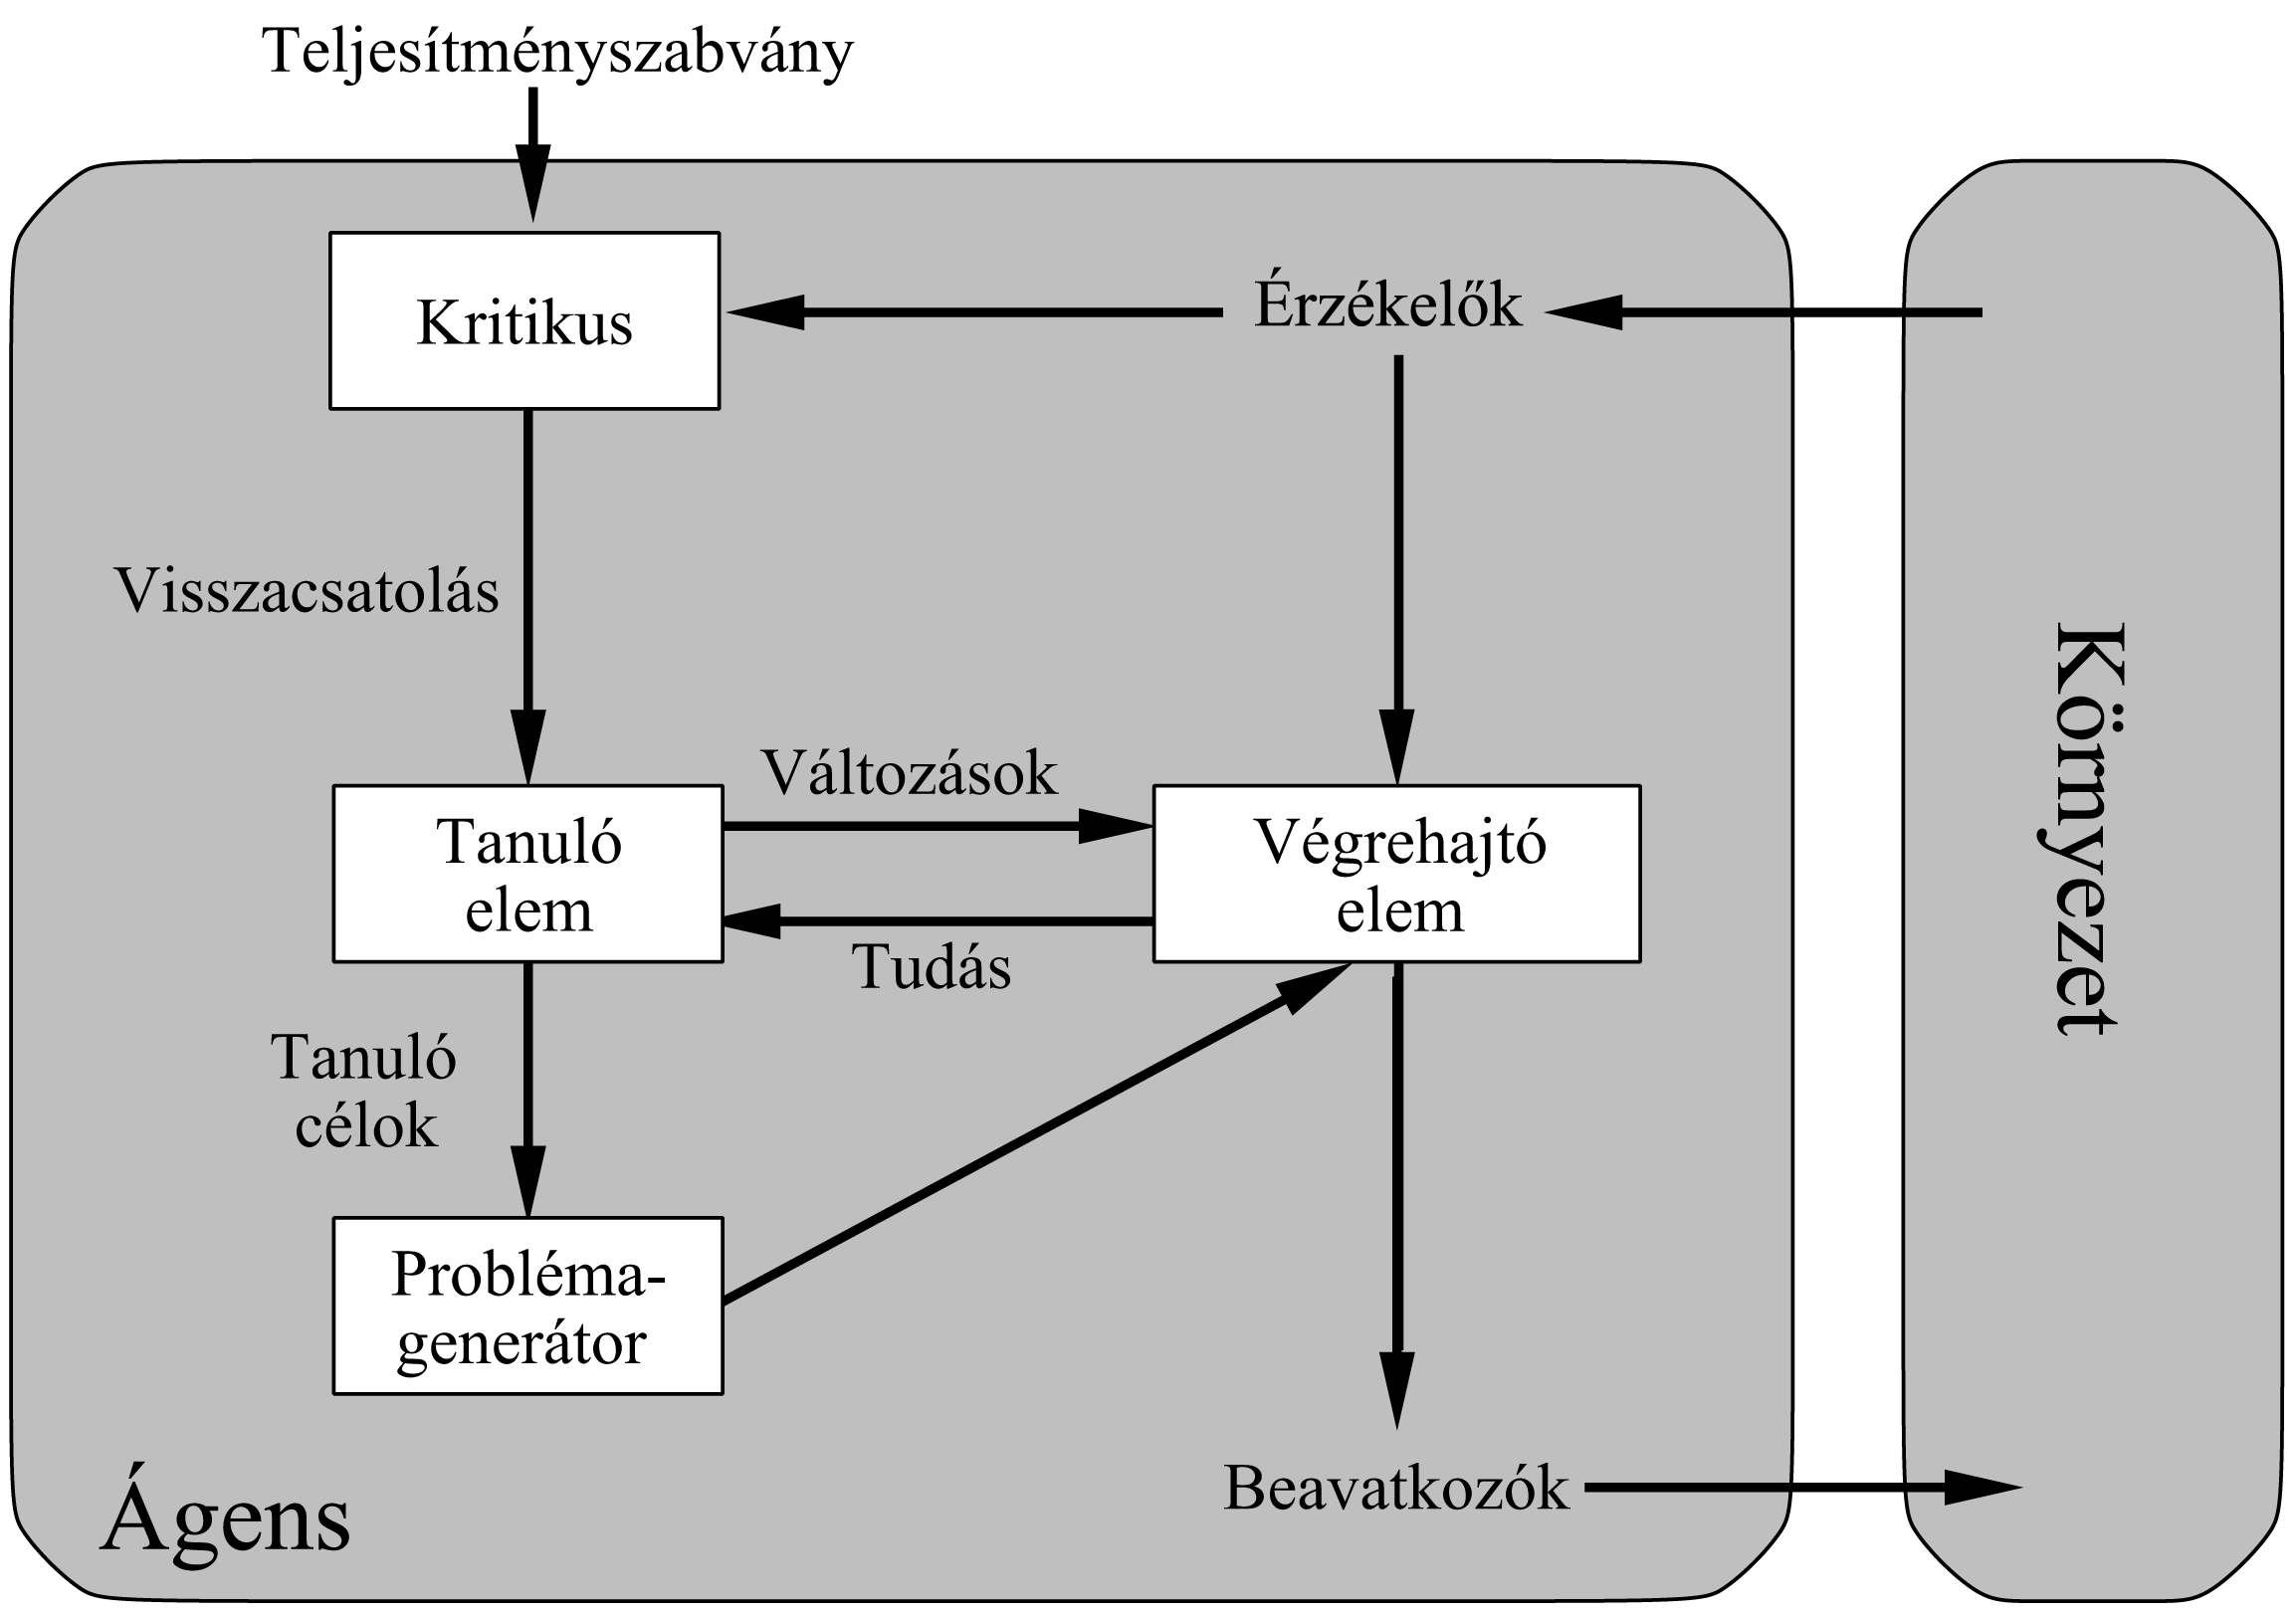 Teljesítményszabvány
Kritikus
Érzékelők
Visszacsatolás
Változások
Tanuló
elem
Végrehajtó
elem
Tudás
Tanuló
célok
Probléma-
generátor
Beavatkozók
Ágens
Környezet